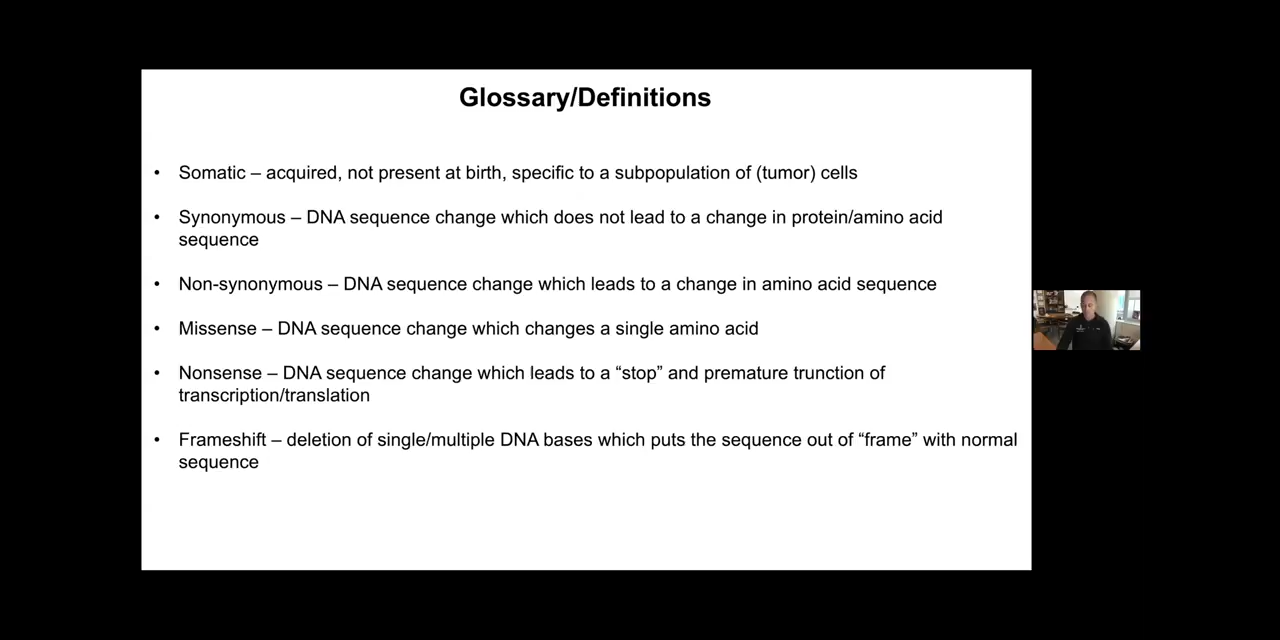 Glossary/Definitions
• Somatic – acquired, not present at birth, specific to a subpopulation of (tumor) cells
• Synonymous – DNA sequence change which does not lead to a change in protein/amino acid
sequence
• Non-synonymous – DNA sequence change which leads to a change in amino acid sequence
• Missense – DNA sequence change which changes a single amino acid
• Nonsense – DNA sequence change which leads to a “stop” and premature trunction of
transcription/translation
• Frameshift – deletion of single/multiple DNA bases which puts the sequence out of “frame” with normal
sequence